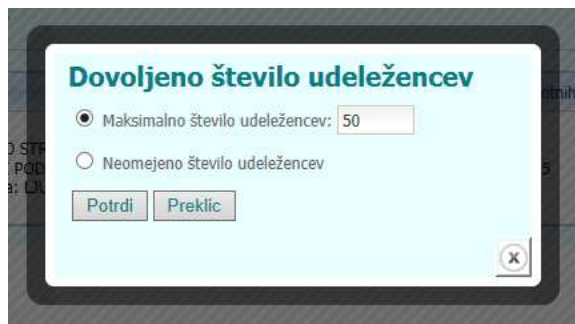 Dovoljeno število udeležencev
Maksimalno število udeležencev: 50
Neomejeno število udeležencev
Potrdi Preklic
x